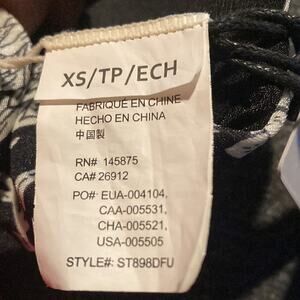 XS/TP/ECH
FABRIQUÉ EN CHINE
HECHO EN CHINA
中国製
RN# 145875
CA# 26912
PO#: EUA-004104,
CAA-005531,
CHA-005521,
USA-005505
STYLE#: ST898DFU